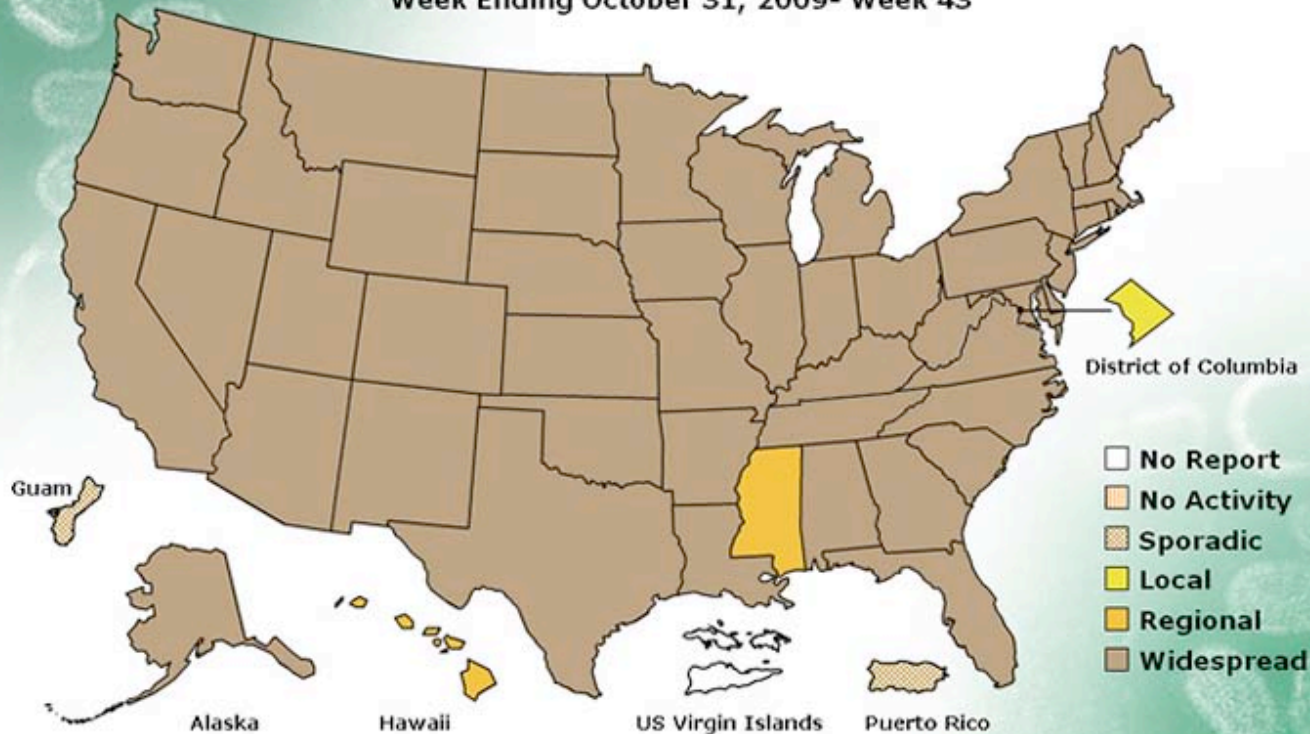 Week Ending October 31, 2009- Week 43
District of Columbia
Guam
No Report
No Activity
Sporadic
Local
Regional
Widespread
Alaska
Hawaii
US Virgin Islands
Puerto Rico